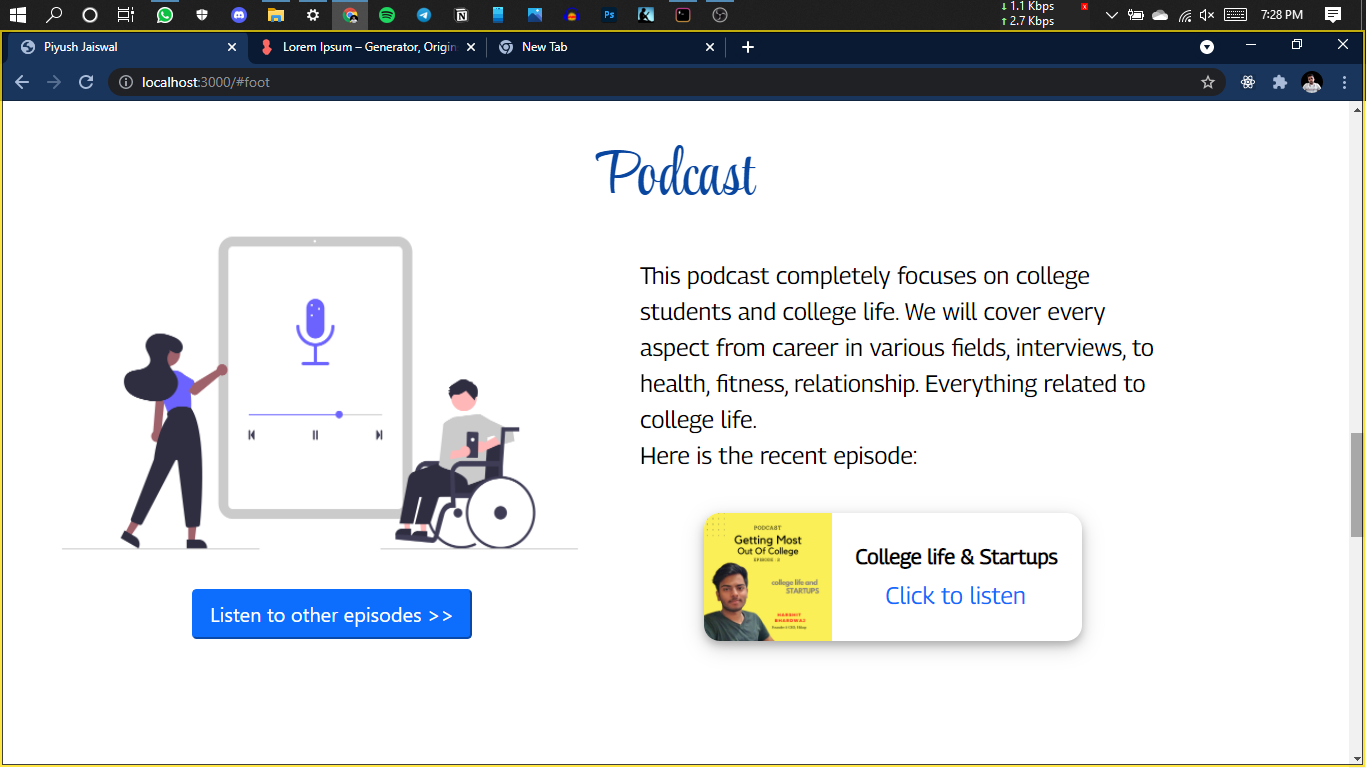 1.1 Kbps
2.7 Kbps
7:28 PM
Piyush Jaiswal
Lorem Ipsum – Generator, Origin
New Tab
localhost:3000/#foot
Podcast
This podcast completely focuses on college
students and college life. We will cover every
aspect from career in various fields, interviews, to
health, fitness, relationship. Everything related to
college life.
Here is the recent episode:
PODCAST
Getting Most
Out Of College
EPISODE - 2
college life and
STARTUPS
HARSHIT
BHARDWAJ
College life & Startups
Click to listen
Listen to other episodes >>